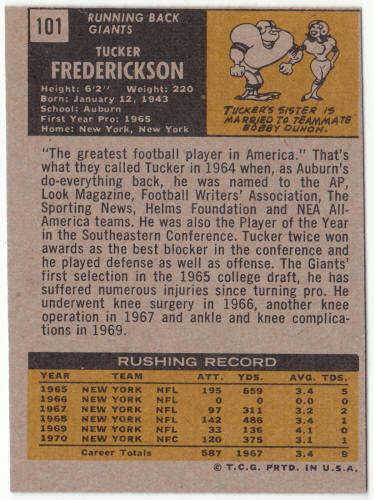 101
RUNNING BACK
GIANTS
TUCKER
FREDERICKSON
Height: 6'2" Weight: 220
Born: January 12, 1943
School: Auburn
First Year Pro: 1965
Home: New York, New York
TUCKER'S SISTER IS
MARRIED TO TEAMMATE
BOBBY DUHON.
"The greatest football player in America." That's
what they called Tucker in 1964 when, as Auburn's
do-everything back, he was named to the AP,
Look Magazine, Football Writers' Association, The
Sporting News, Helms Foundation and NEA All-
America teams. He was also the Player of the Year
in the Southeastern Conference. Tucker twice won
awards as the best blocker in the conference and
he played defense as well as offense. The Giants'
first selection in the 1965 college draft, he has
suffered numerous injuries since turning pro. He
underwent knee surgery in 1966, another knee
operation in 1967 and ankle and knee complica-
tions in 1969.
RUSHING RECORD
YEAR TEAM ATT. YDS. AVG. TDS.
1965 NEW YORK NFL 195 659 3.4 5
1966 NEW YORK NFL 0 0 0.0 0
1967 NEW YORK NFL 97 311 3.2 2
1968 NEW YORK NFL 142 486 3.4 1
1969 NEW YORK NFL 33 136 4.1 0
1970 NEW YORK NFC 120 375 3.1 1
Career Totals 587 1967 3.4 9
© T.C.G. PRTD. IN U.S.A.